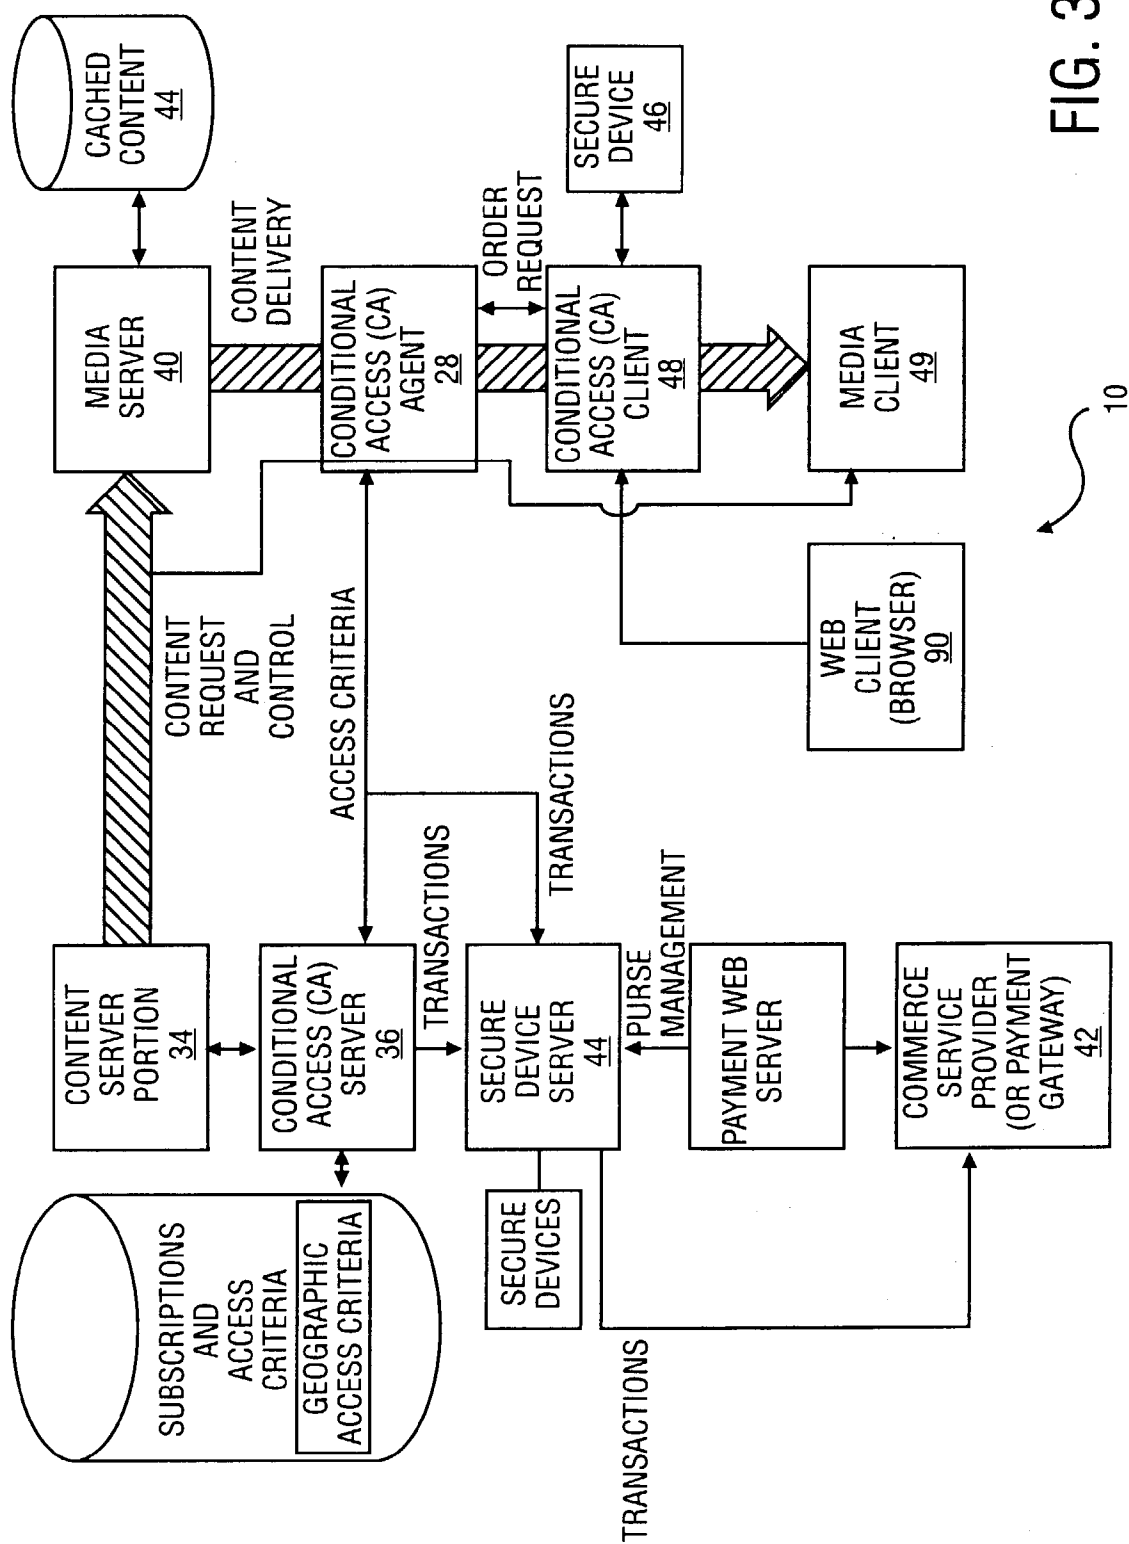 SUBSCRIPTIONS
AND
ACCESS
CRITERIA
GEOGRAPHIC
ACCESS CRITERIA
CONTENT
SERVER
PORTION
34
CONDITIONAL
ACCESS (CA)
SERVER
36
TRANSACTIONS
SECURE
DEVICE
SERVER
44
SECURE
DEVICES
TRANSACTIONS
PURSE
MANAGEMENT
PAYMENT WEB
SERVER
COMMERCE
SERVICE
PROVIDER
(OR PAYMENT
GATEWAY)
42
CONTENT
REQUEST
AND
CONTROL
ACCESS CRITERIA
TRANSACTIONS
WEB
CLIENT
(BROWSER)
90
MEDIA
SERVER
40
CONTENT
DELIVERY
CONDITIONAL
ACCESS (CA)
AGENT
28
ORDER
REQUEST
CONDITIONAL
ACCESS (CA)
CLIENT
48
MEDIA
CLIENT
49
CACHED
CONTENT
44
SECURE
DEVICE
46
10
FIG. 3